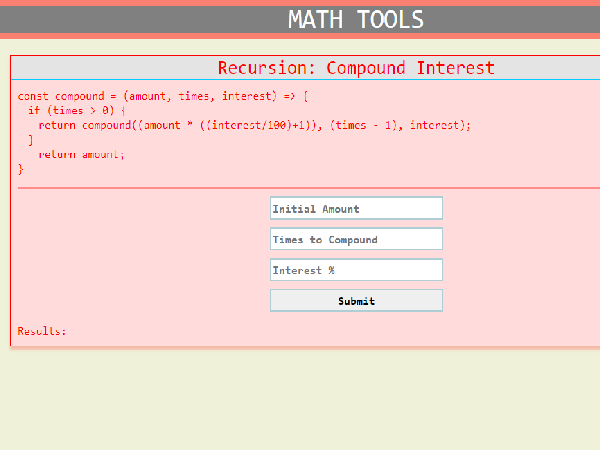 MATH TOOLS
Recursion: Compound Interest
const compound = (amount, times, interest) => {
if (times > 0) {
return compound((amount * ((interest/100)+1)), (times - 1), interest);
}
return amount;
}
Initial Amount
Times to Compound
Interest %
Submit
Results: